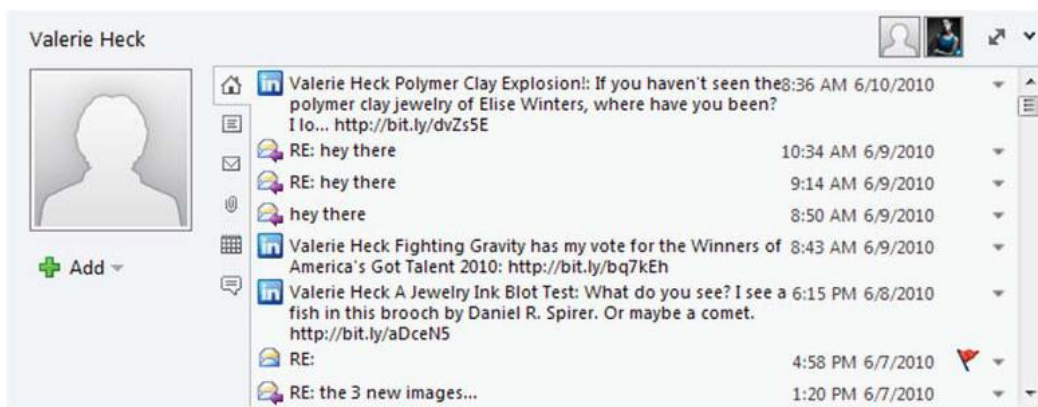 Valerie Heck
in Valerie Heck Polymer Clay Explosion!: If you haven't seen the 8:36 AM 6/10/2010
polymer clay jewelry of Elise Winters, where have you been?
I lo... http://bit.ly/dvZs5E
RE: hey there 10:34 AM 6/9/2010
RE: hey there 9:14 AM 6/9/2010
hey there 8:50 AM 6/9/2010
in Valerie Heck Fighting Gravity has my vote for the Winners of 8:43 AM 6/9/2010
America's Got Talent 2010: http://bit.ly/bq7kEh
Add
in Valerie Heck A Jewelry Ink Blot Test: What do you see? I see a 6:15 PM 6/8/2010
fish in this brooch by Daniel R. Spirer. Or maybe a comet.
http://bit.ly/aDceN5
RE: 4:58 PM 6/7/2010
RE: the 3 new images... 1:20 PM 6/7/2010